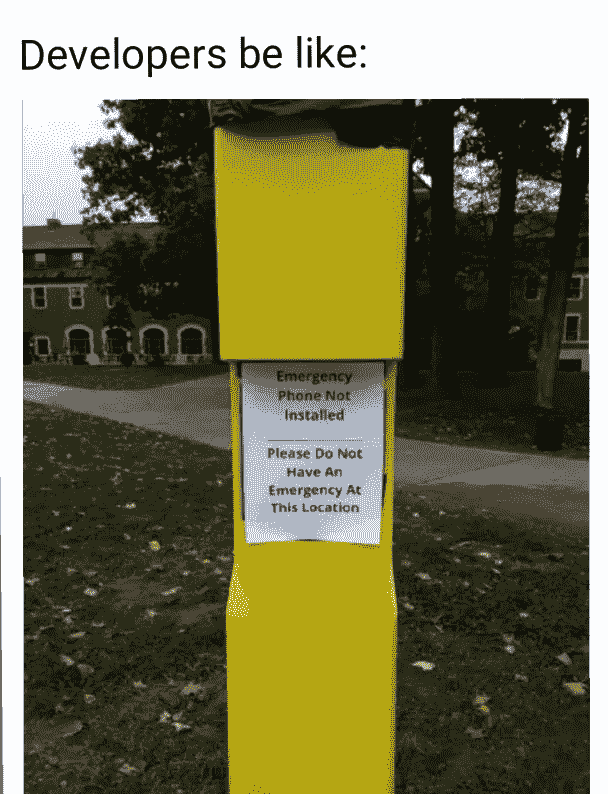 Developers be like:
Emergency
Phone Not
Installed
Please Do Not
Have An
Emergency At
This Location